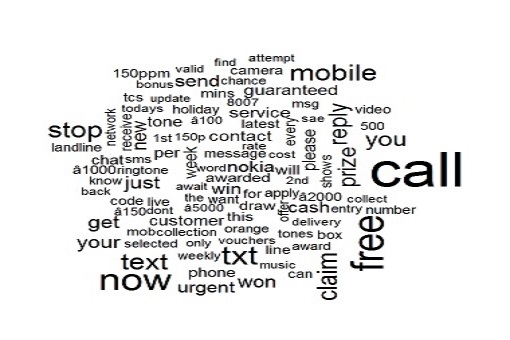 find attempt
150ppm valid camera mobile
bonus send chance
tcs update mins guaranteed
todays holiday 8007 msg video
network receive new tone â100 service every sae please reply 500
stop 1st 150p contact latest you
landline rate
chat sms per week message cost shows prize call
â1000 ringtone word nokia will
know just awarded 2nd
back await win for apply â2000 collect
code live the want offer cash entry number
â150 dont â5000 draw
get customer this delivery free
mob collection orange tones box
your selected only vouchers line award
text weekly txt music claim
now phone can
urgent won